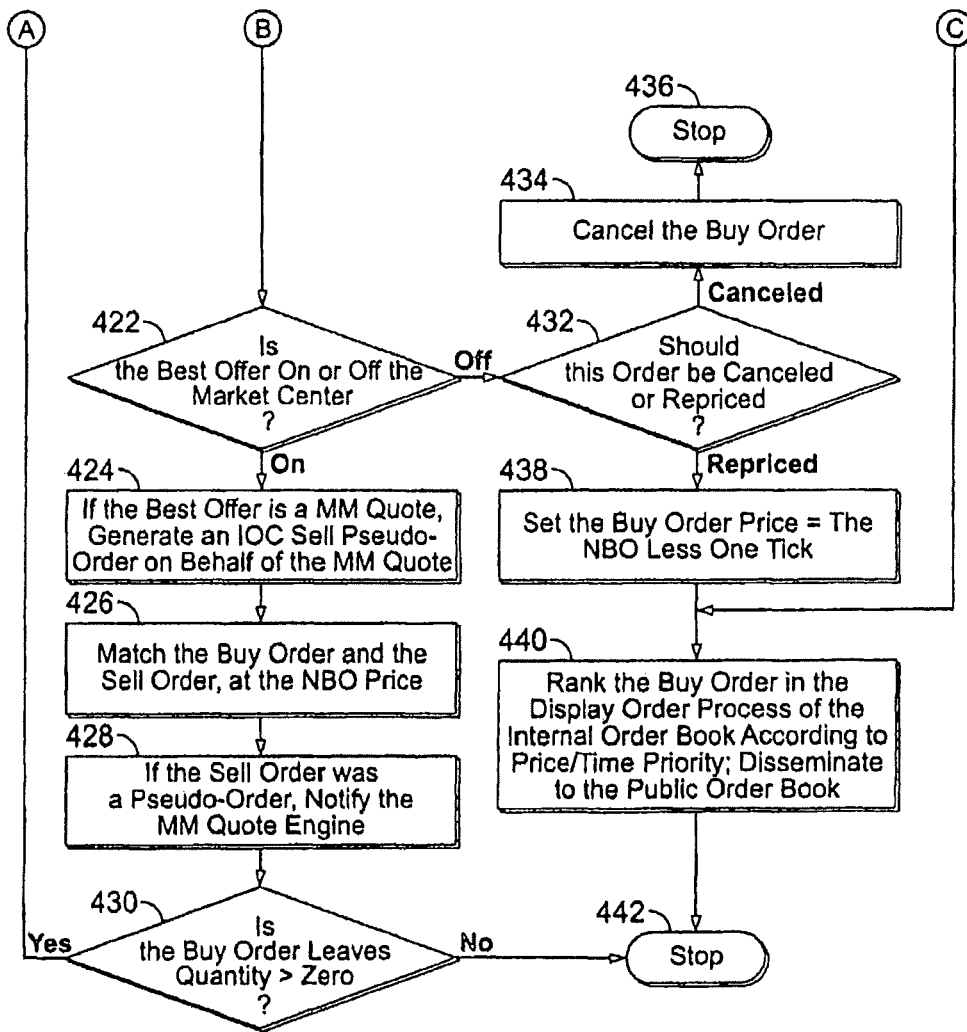 A
B
C
436
Stop
434
Cancel the Buy Order
Canceled
422
Is
the Best Offer On or Off the
Market Center
?
Off
432
Should
this Order be Canceled
or Repriced
?
On
Repriced
424
If the Best Offer is a MM Quote,
Generate an IOC Sell Pseudo-
Order on Behalf of the MM Quote
438
Set the Buy Order Price = The
NBO Less One Tick
426
Match the Buy Order and the
Sell Order, at the NBO Price
440
Rank the Buy Order in the
Display Order Process of the
Internal Order Book According to
Price/Time Priority; Disseminate
to the Public Order Book
428
If the Sell Order was
a Pseudo-Order, Notify the
MM Quote Engine
430
Is
the Buy Order Leaves
Quantity > Zero
?
Yes
No
442
Stop